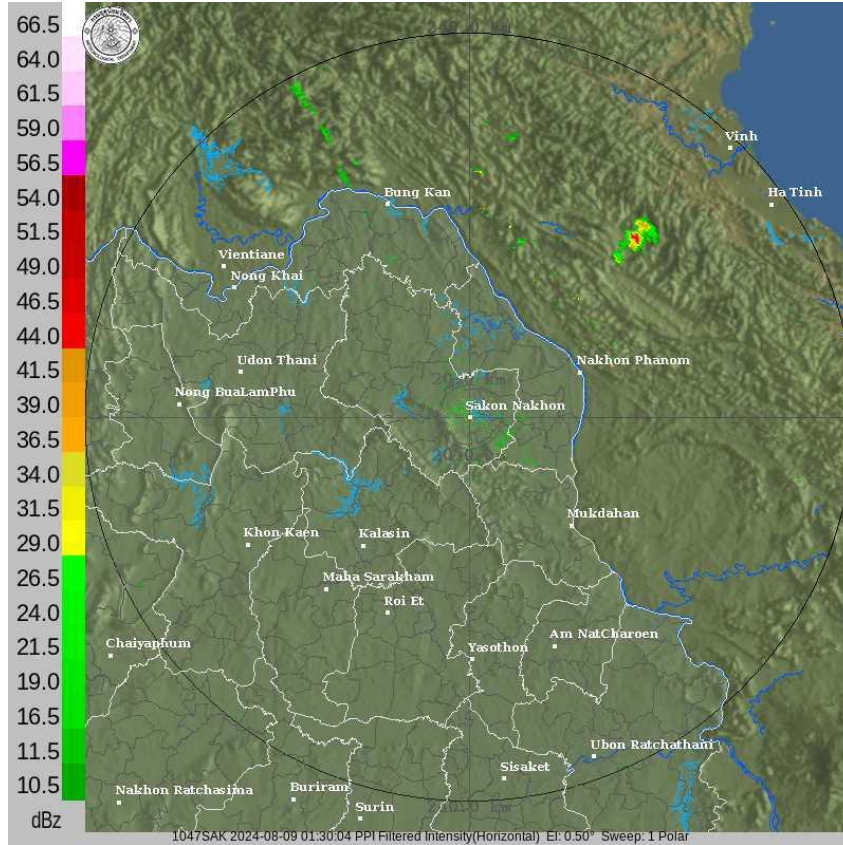 66.5
64.0
61.5
59.0
56.5
54.0
51.5
49.0
46.5
44.0
41.5
39.0
36.5
34.0
31.5
29.0
26.5
24.0
21.5
19.0
16.5
11.5
10.5
dBz
Vinh
Ha Tinh
Bung Kan
Vientiane
Nong Khai
Udon Thani
Nakhon Phanom
Nong BuaLamPhu
Sakon Nakhon
Mukdahan
Khon Kaen
Kalasin
Maha Sarakham
Roi Et
Chaiyaphum
Yasothon
Am NatCharoen
Ubon Ratchathani
Sisaket
Nakhon Ratchasima
Buriram
Surin
1047SAK 2024-08-09 01:30:04 PPI Filtered Intensity(Horizontal) El: 0.50° Sweep: 1 Polar